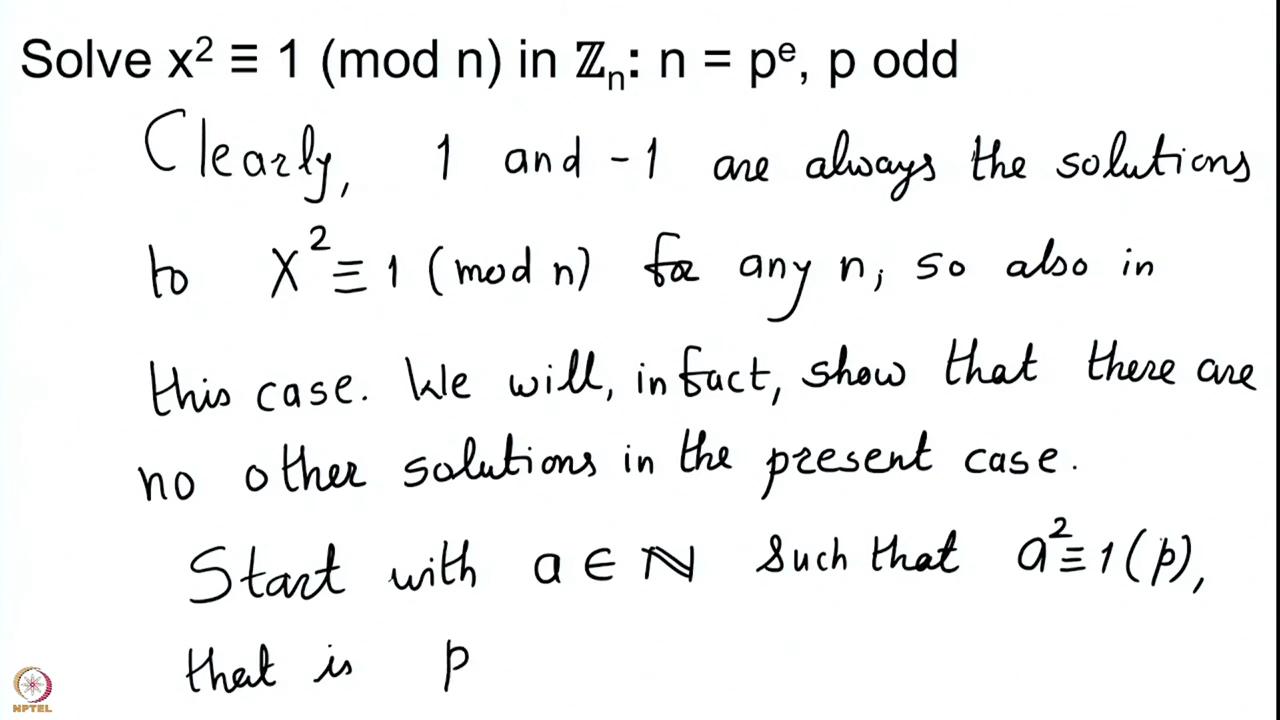 Solve x² ≡ 1 (mod n) in ℤₙ: n = pᵉ, p odd
Clearly, 1 and -1 are always the solutions
to X² ≡ 1 (mod n) for any n, so also in
this case. We will, in fact, show that there are
no other solutions in the present case.
Start with a ∈ ℕ such that a² ≡ 1 (p),
that is p
NPTEL